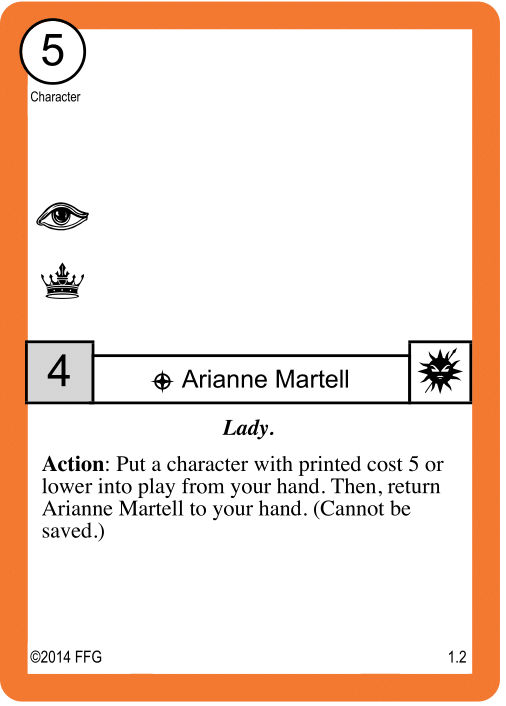 5
Character
4
Arianne Martell
Lady.
Action: Put a character with printed cost 5 or
lower into play from your hand. Then, return
Arianne Martell to your hand. (Cannot be
saved.)
©2014 FFG
1.2